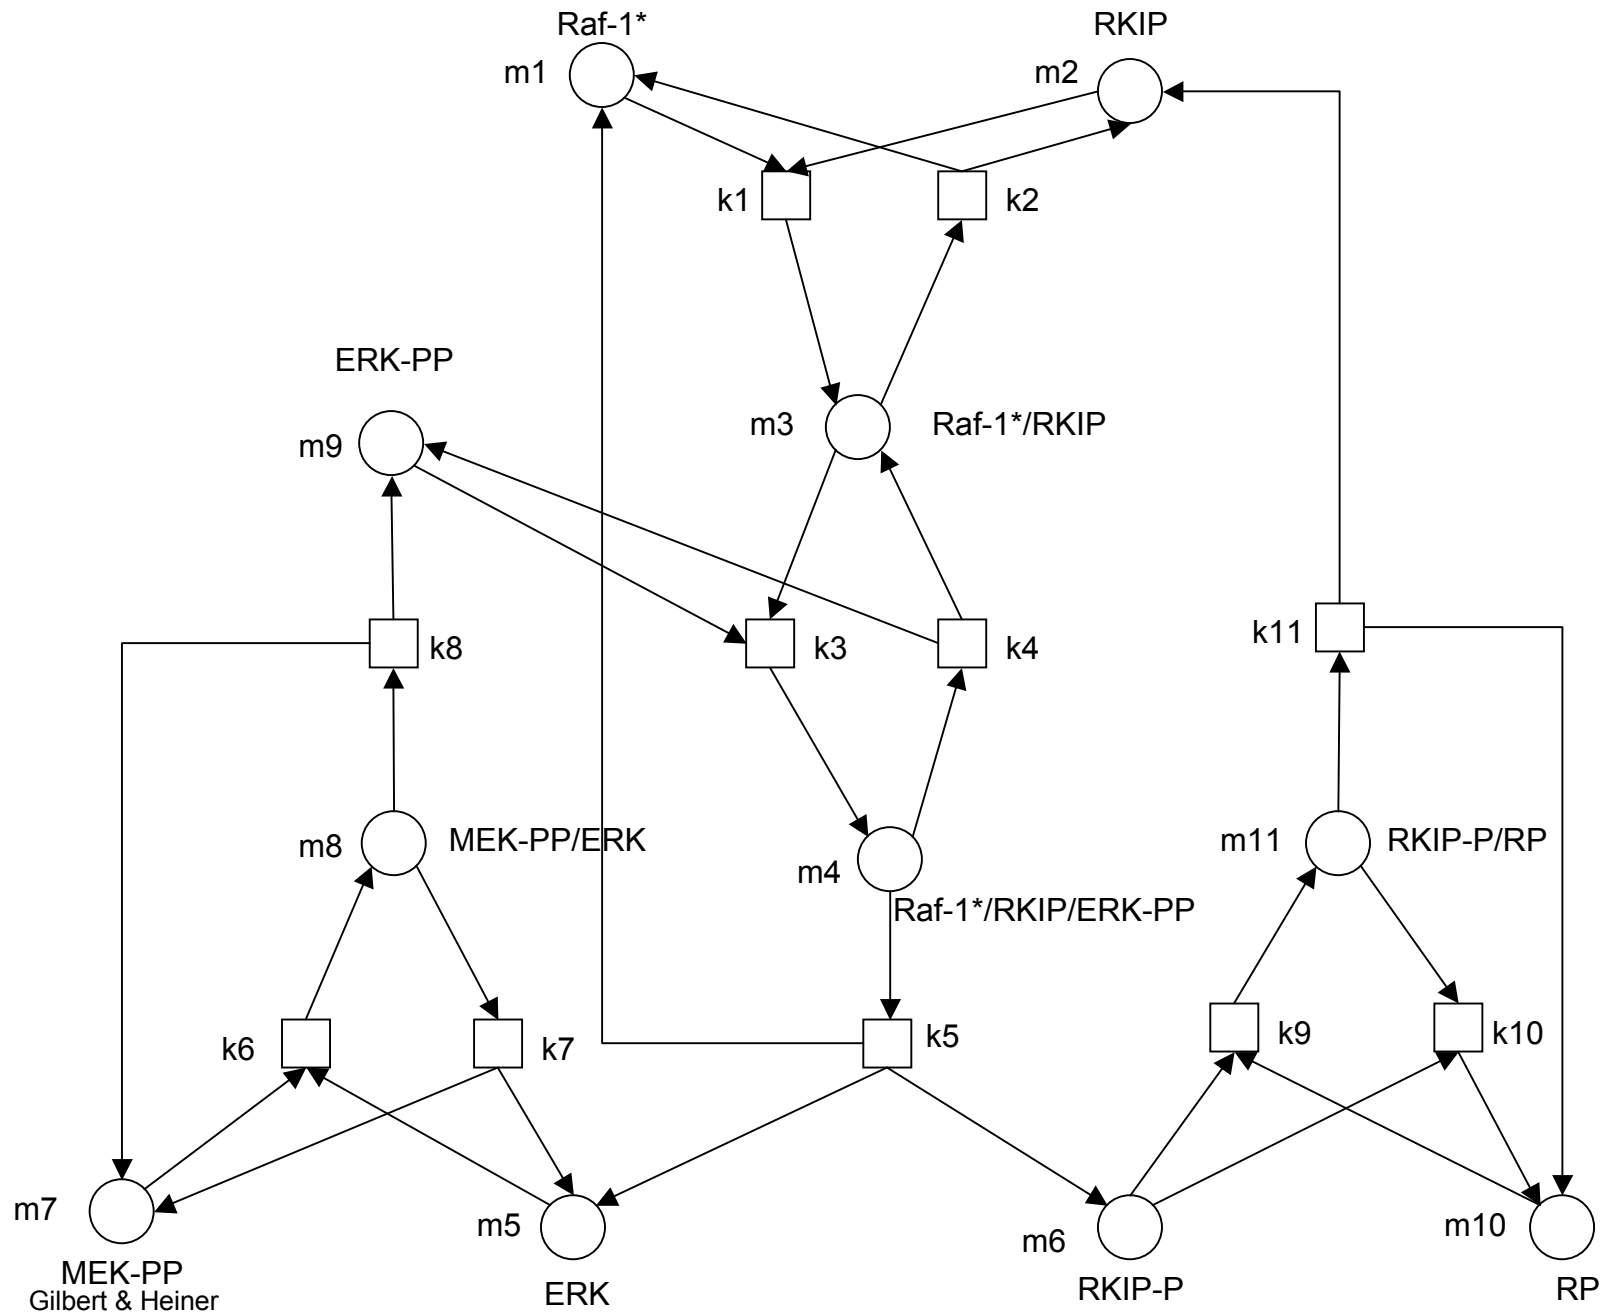 Raf-1*
RKIP
m1
m2
k1
k2
ERK-PP
m9
m3
Raf-1*/RKIP
k8
k3
k4
k11
m8
MEK-PP/ERK
m4
m11
RKIP-P/RP
Raf-1*/RKIP/ERK-PP
k6
k7
k5
k9
k10
m7
m5
m6
m10
MEK-PP
ERK
RKIP-P
RP
Gilbert & Heiner